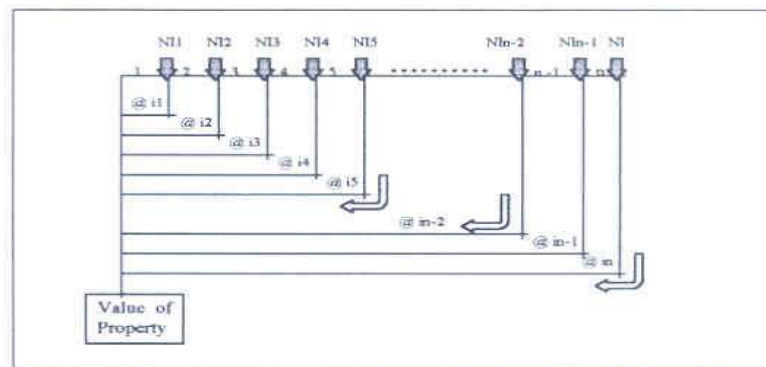 NI1 NI2 NI3 NI4 NI5 NIn-2 NIn-1 NI
1 2 3 4 5 n-1 n
@ i1
@ i2
@ i3
@ i4
@ i5
@ in-2
@ in-1
@ in
Value of
Property